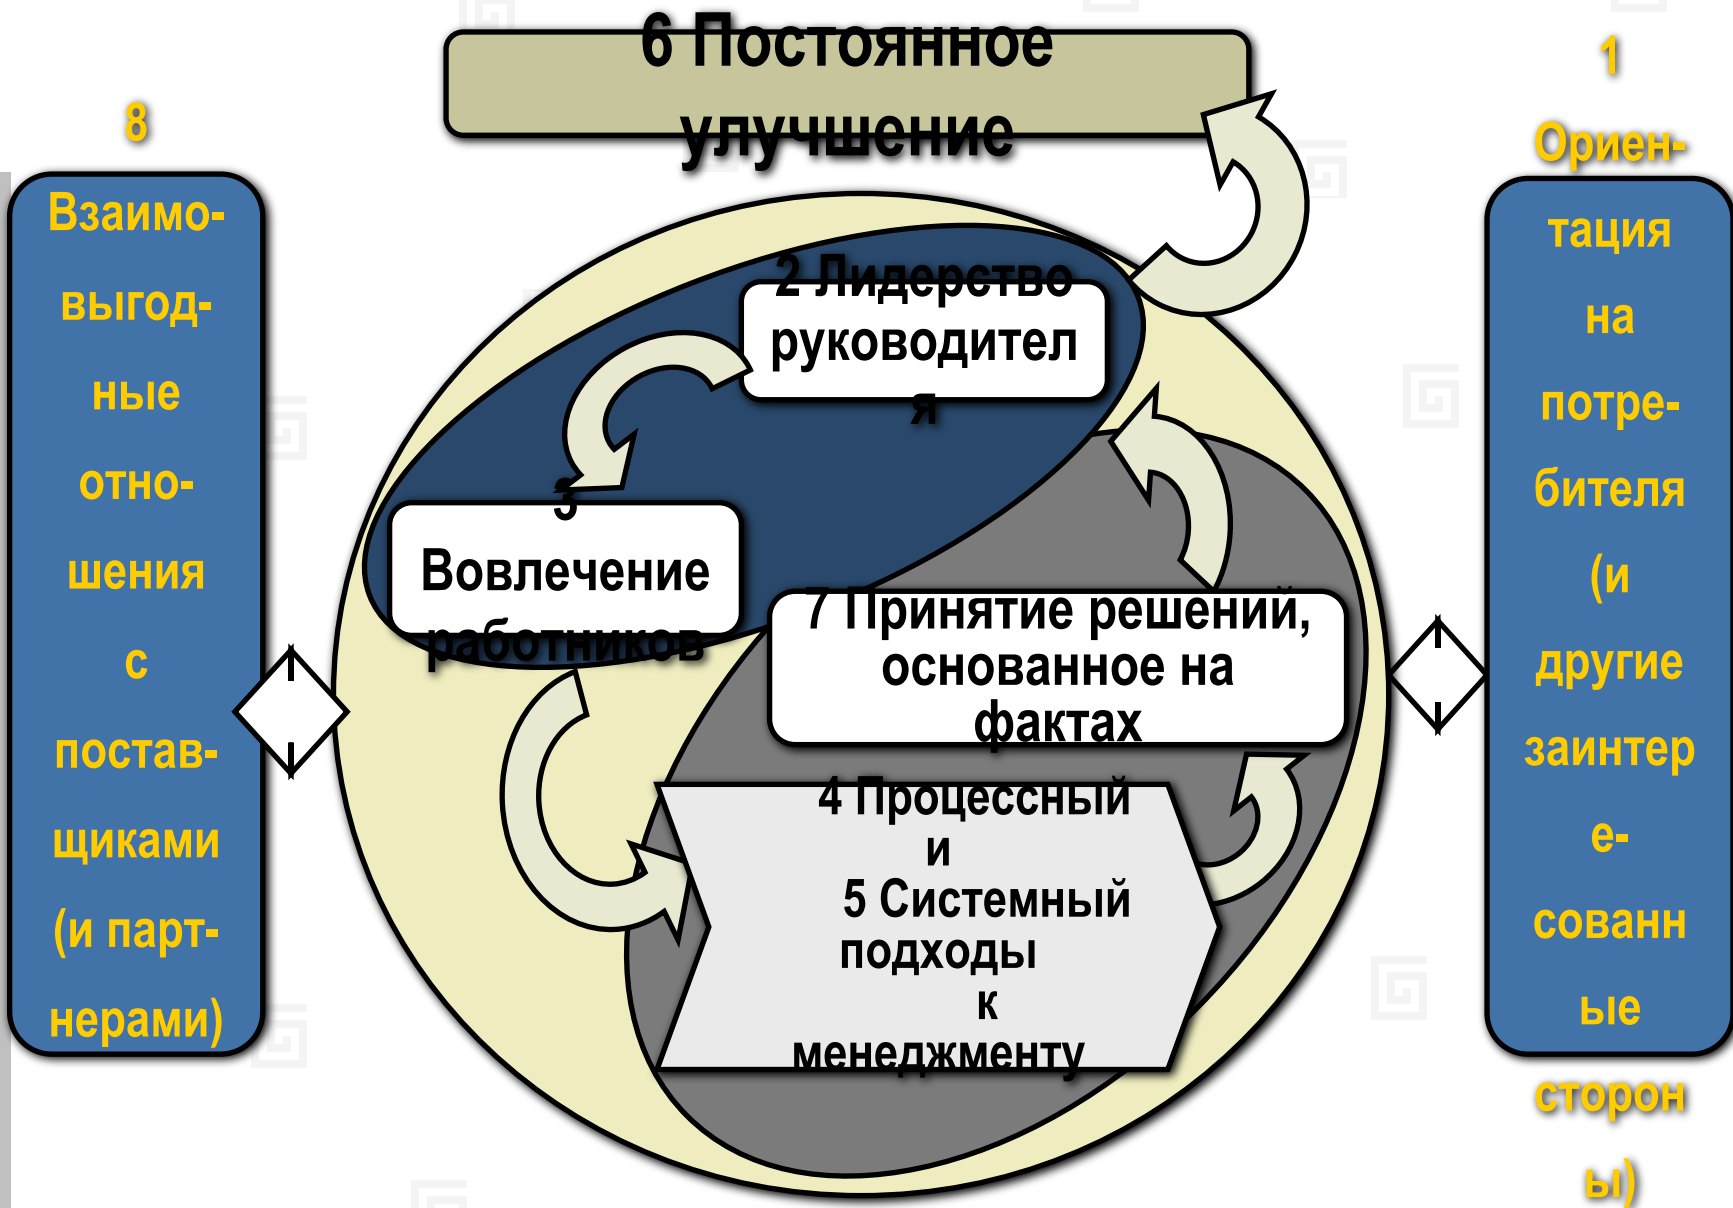 6 Постоянное
улучшение
8
Взаимо-
выгод-
ные
отно-
шения
с
постав-
щиками
(и парт-
нерами)
2 Лидерство
руководител
я
3
Вовлечение
работников
7 Принятие решений,
основанное на
фактах
4 Процессный
и
5 Системный
подходы
к
менеджменту
1
Ориен-
тация
на
потре-
бителя
(и
другие
заинтер
е-
сованн
ые
сторон
ы)